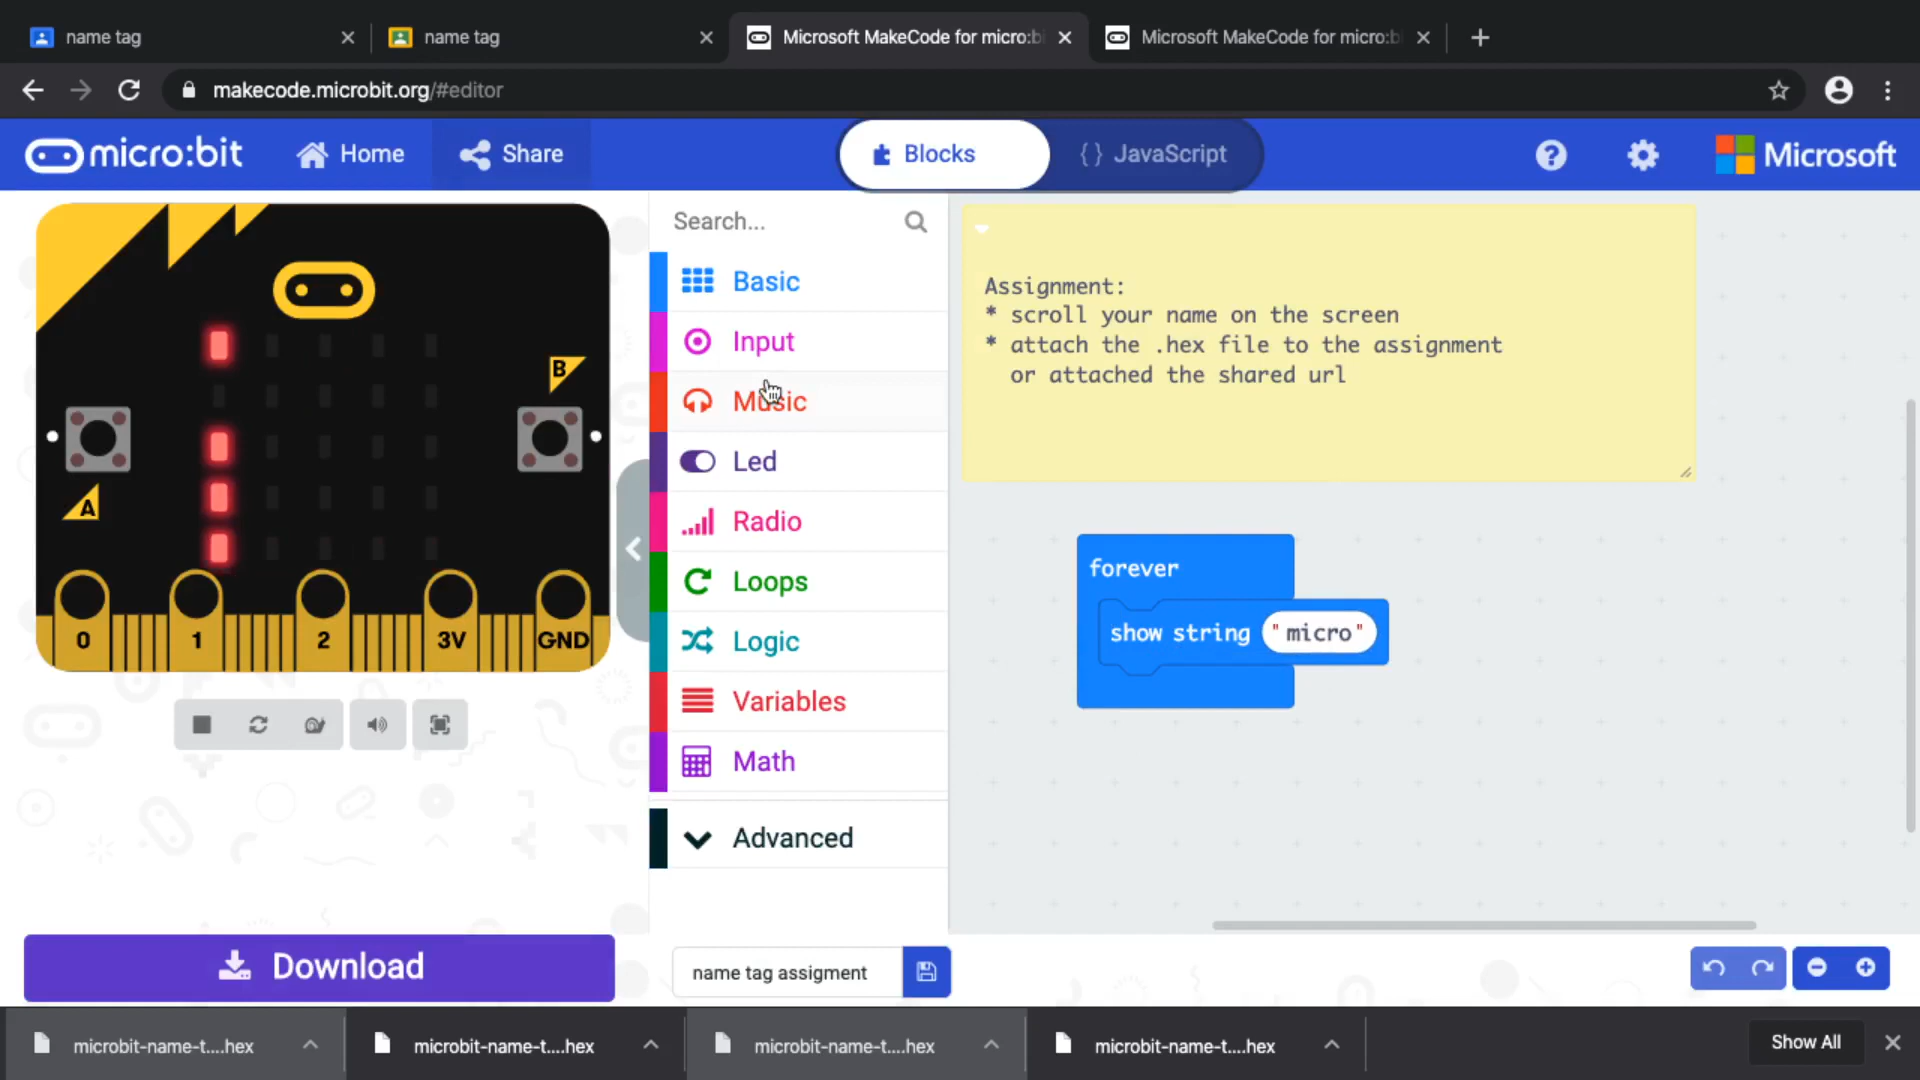 name tag
name tag
Microsoft MakeCode for micro:b
Microsoft MakeCode for micro:b
makecode.microbit.org/#editor
micro:bit
Home
Share
Blocks
{ } JavaScript
Microsoft
Search...
Basic
Input
Music
Led
Radio
Loops
Logic
Variables
Math
Advanced
B
A
0
1
2
3V
GND
Assignment:
* scroll your name on the screen
* attach the .hex file to the assignment
or attached the shared url
forever
show string "micro"
Download
name tag assigment
microbit-name-t....hex
microbit-name-t....hex
microbit-name-t....hex
microbit-name-t....hex
Show All